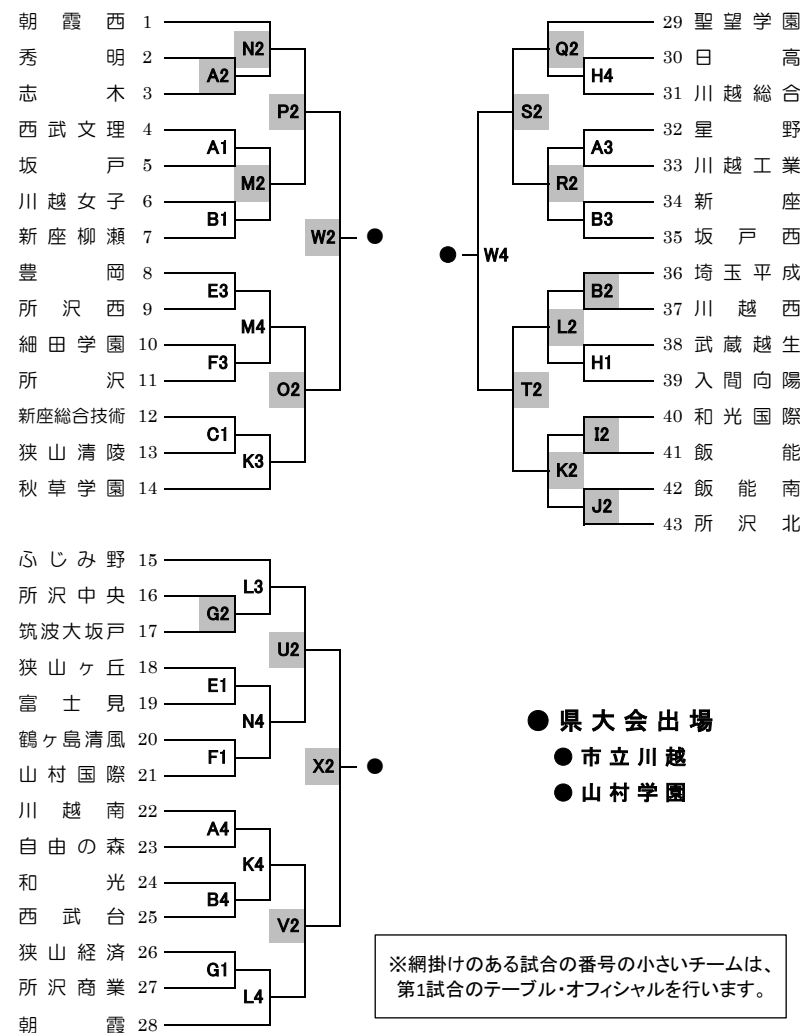 朝霞西 1
秀明 2
志木 3
西武文理 4
坂戸 5
川越女子 6
新座柳瀬 7
豊岡 8
所沢西 9
細田学園 10
所沢 11
新座総合技術 12
狭山清陵 13
秋草学園 14
N2
A2
P2
A1
M2
B1
W2 ●
E3
M4
F3
O2
C1
K3
29 聖望学園
30 日高
31 川越総合
32 星野
33 川越工業
34 新座
35 坂戸西
36 埼玉平成
37 川越西
38 武蔵越生
39 入間向陽
40 和光国際
41 飯能
42 飯能南
43 所沢北
Q2
H4
S2
A3
R2
B3
● W4
B2
L2
H1
T2
I2
K2
J2
ふじみ野 15
所沢中央 16
筑波大坂戸 17
狭山ヶ丘 18
富士見 19
鶴ヶ島清風 20
山村国際 21
川越南 22
自由の森 23
和光 24
西武台 25
狭山経済 26
所沢商業 27
朝霞 28
L3
G2
U2
E1
N4
F1
X2 ●
A4
K4
B4
V2
G1
L4
●県大会出場
●市立川越
●山村学園
※網掛けのある試合の番号の小さいチームは、
第1試合のテーブル・オフィシャルを行います。